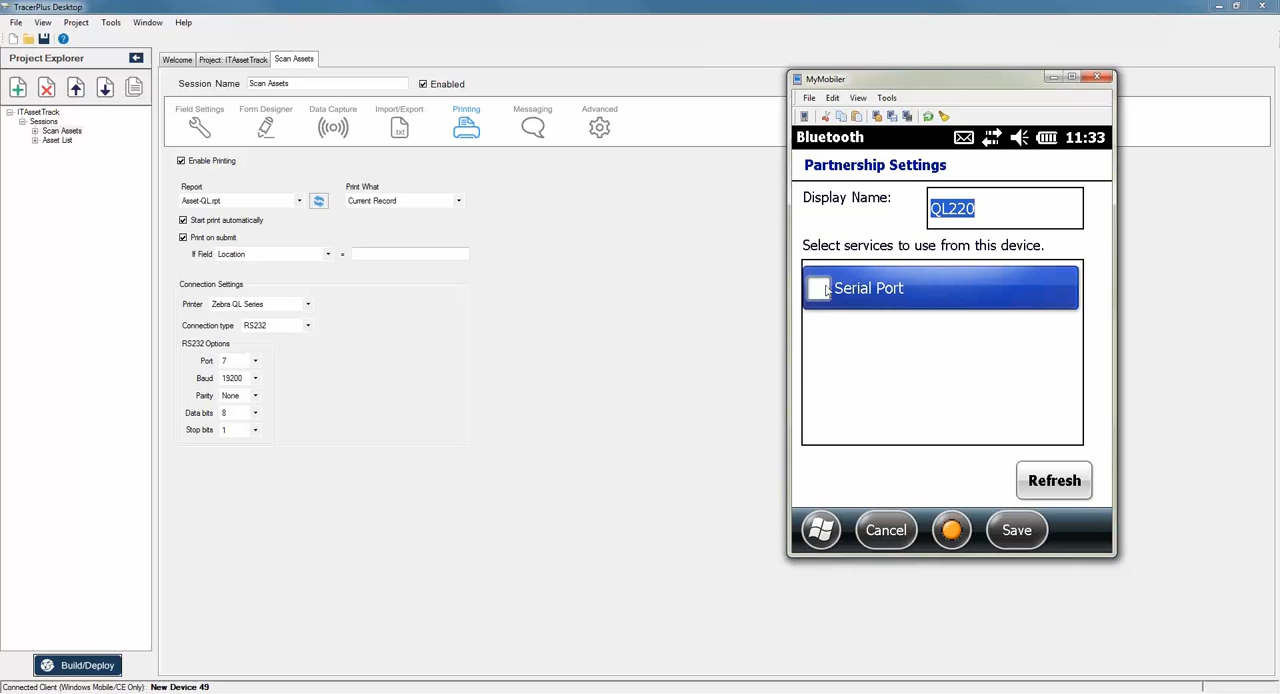 TracerPlus Desktop
File View Project Tools Window Help
Project Explorer
ITAssetTrack
Sessions
Scan Assets
Asset List
Build/Deploy
Welcome Project: ITAssetTrack Scan Assets
Session Name Scan Assets Enabled
Field Settings Form Designer Data Capture Import/Export Printing Messaging Advanced
.txt
Enable Printing
Report Print What
Asset-QL.rpt Current Record
Start print automatically
Print on submit
If Field Location =
Connection Settings
Printer Zebra QL Series
Connection type RS232
RS232 Options
Port 7
Baud 19200
Parity None
Data bits 8
Stop bits 1
MyMobiler
File Edit View Tools
Bluetooth 11:33
Partnership Settings
Display Name: QL220
Select services to use from this device.
Serial Port
Refresh
Cancel Save
Connected Client (Windows Mobile/CE Only): New Device 49